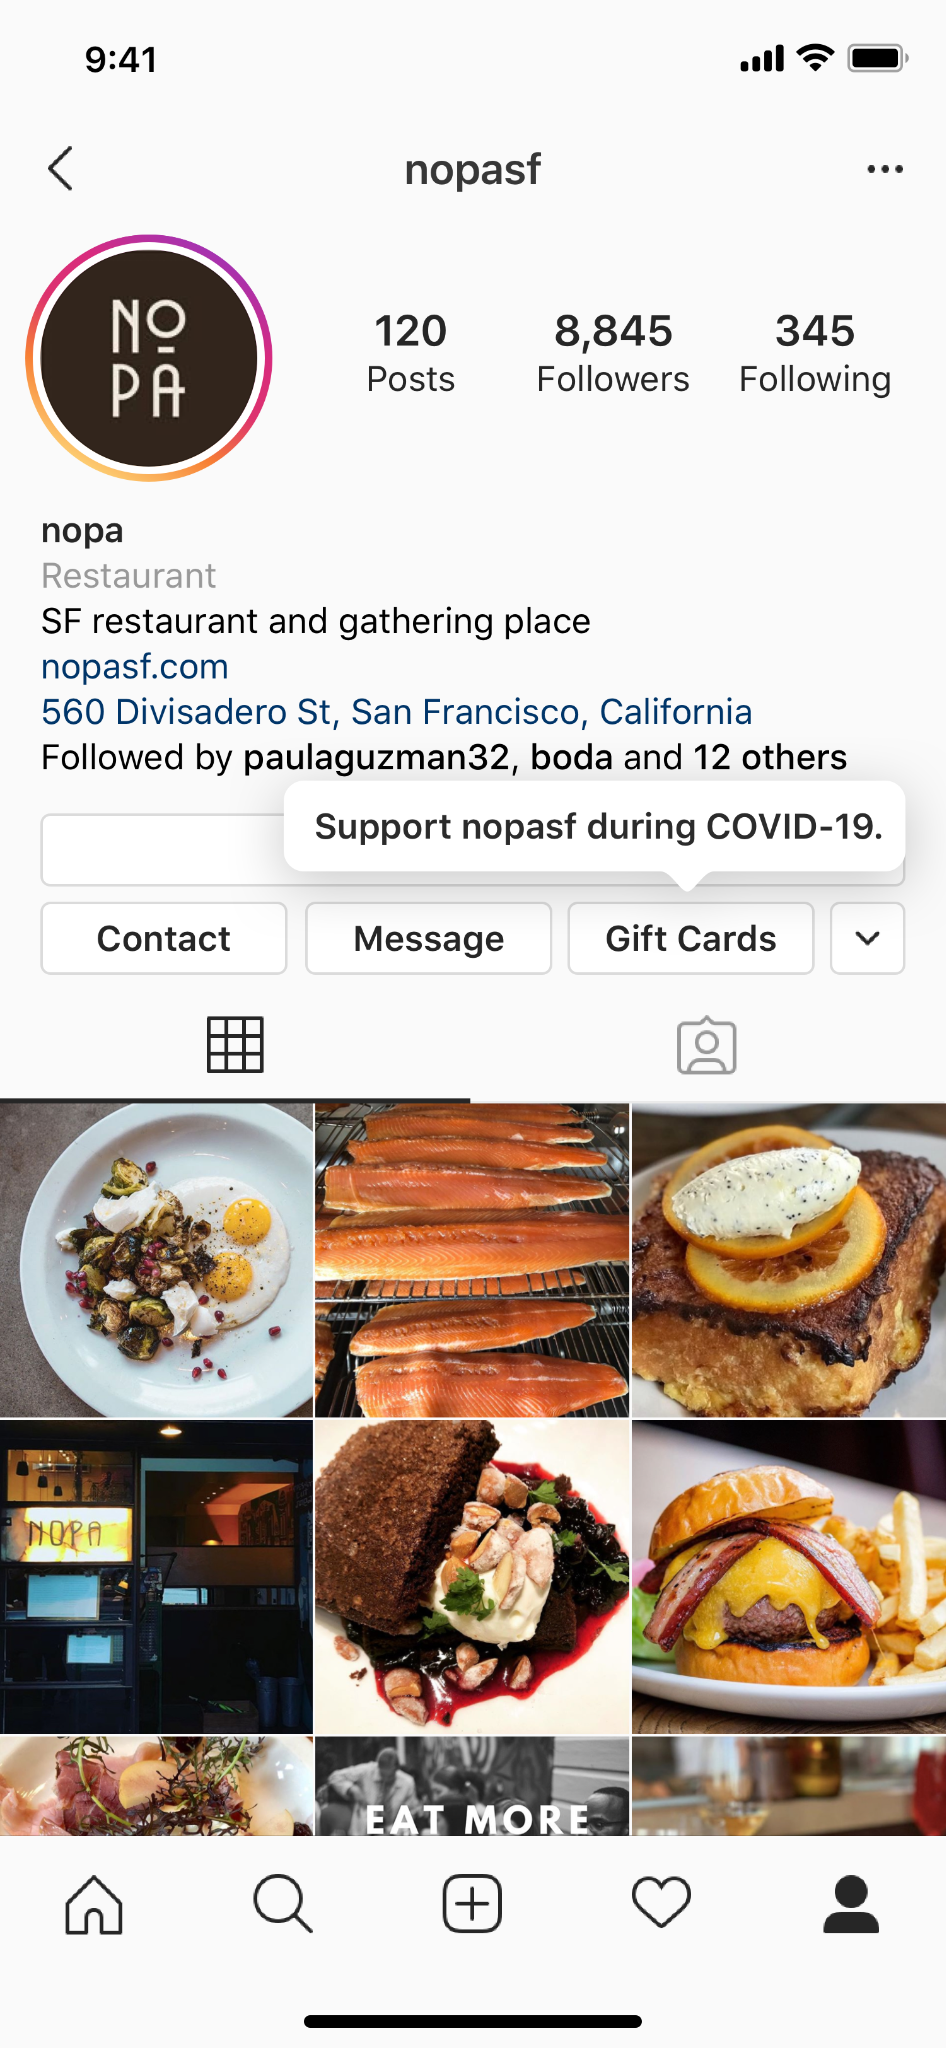 9:41
nopasf
NO
PA
120
8,845
345
Posts
Followers
Following
nopa
Restaurant
SF restaurant and gathering place
nopasf.com
560 Divisadero St, San Francisco, California
Followed by paulaguzman32, boda and 12 others
Support nopasf during COVID-19.
Contact
Message
Gift Cards
NOPA
EAT MORE